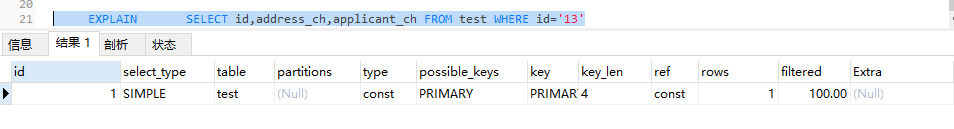 20
21 EXPLAIN SELECT id,address_ch,applicant_ch FROM test WHERE id='13'
信息 结果 1 剖析 状态
id select_type table partitions type possible_keys key key_len ref rows filtered Extra
1 SIMPLE test (Null) const PRIMARY PRIMAR 4 const 1 100.00 (Null)